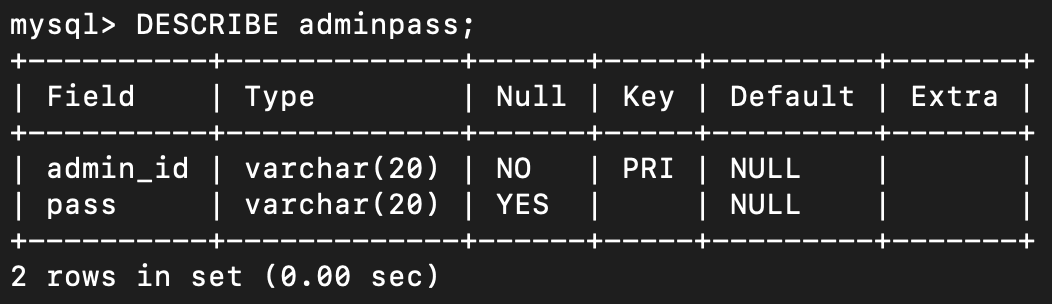 mysql> DESCRIBE adminpass;
+----------+-------------+------+-----+---------+-------+
| Field    | Type        | Null | Key | Default | Extra |
+----------+-------------+------+-----+---------+-------+
| admin_id | varchar(20) | NO   | PRI | NULL    |       |
| pass     | varchar(20) | YES  |     | NULL    |       |
+----------+-------------+------+-----+---------+-------+
2 rows in set (0.00 sec)